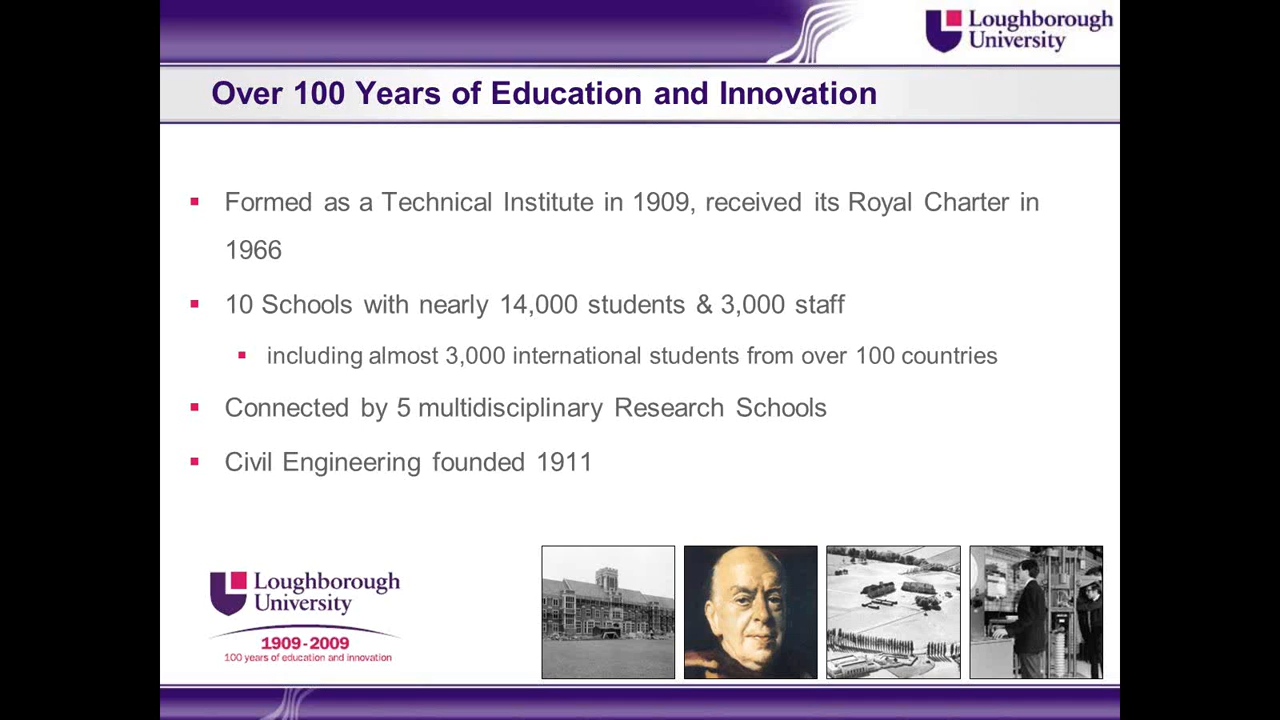 Loughborough
University
Over 100 Years of Education and Innovation
Formed as a Technical Institute in 1909, received its Royal Charter in
1966
10 Schools with nearly 14,000 students & 3,000 staff
including almost 3,000 international students from over 100 countries
Connected by 5 multidisciplinary Research Schools
Civil Engineering founded 1911
Loughborough
University
1909-2009
100 years of education and innovation